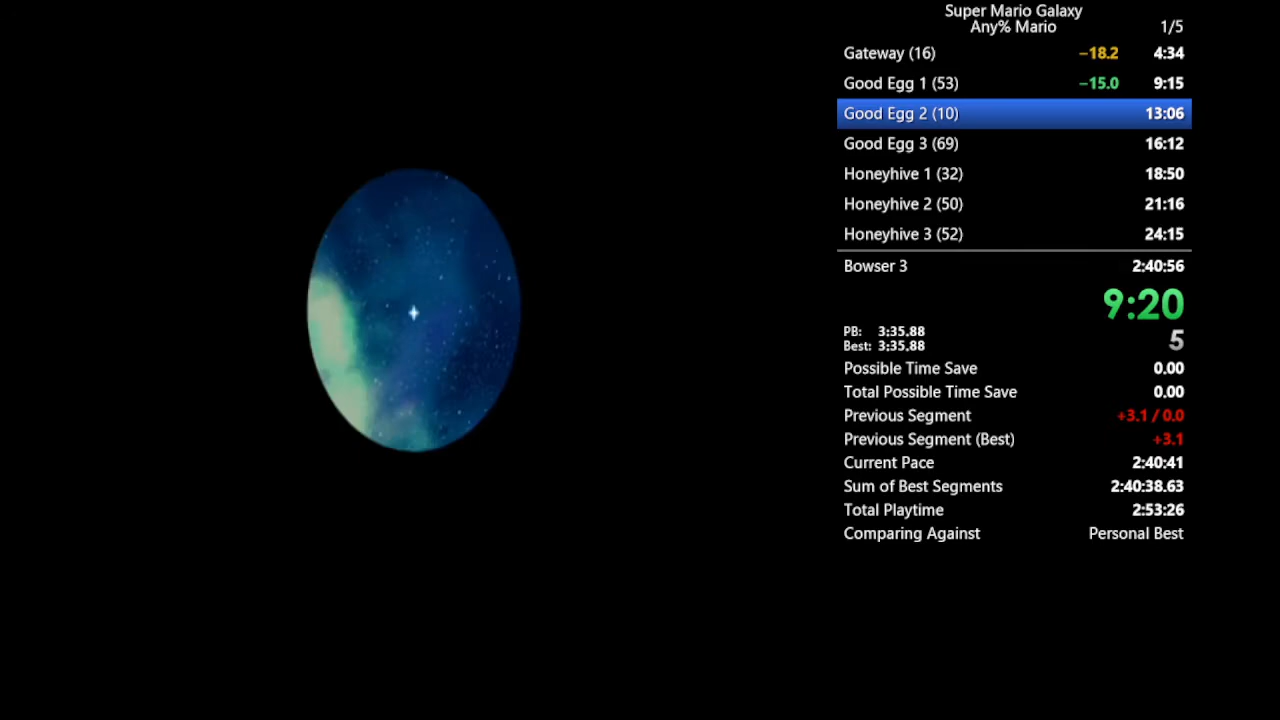 Super Mario Galaxy
Any% Mario 1/5
Gateway (16) −18.2 4:34
Good Egg 1 (53) −15.0 9:15
Good Egg 2 (10) 13:06
Good Egg 3 (69) 16:12
Honeyhive 1 (32) 18:50
Honeyhive 2 (50) 21:16
Honeyhive 3 (52) 24:15
Bowser 3 2:40:56
9:20
PB: 3:35.88
Best: 3:35.88 5
Possible Time Save 0.00
Total Possible Time Save 0.00
Previous Segment +3.1 / 0.0
Previous Segment (Best) +3.1
Current Pace 2:40:41
Sum of Best Segments 2:40:38.63
Total Playtime 2:53:26
Comparing Against Personal Best